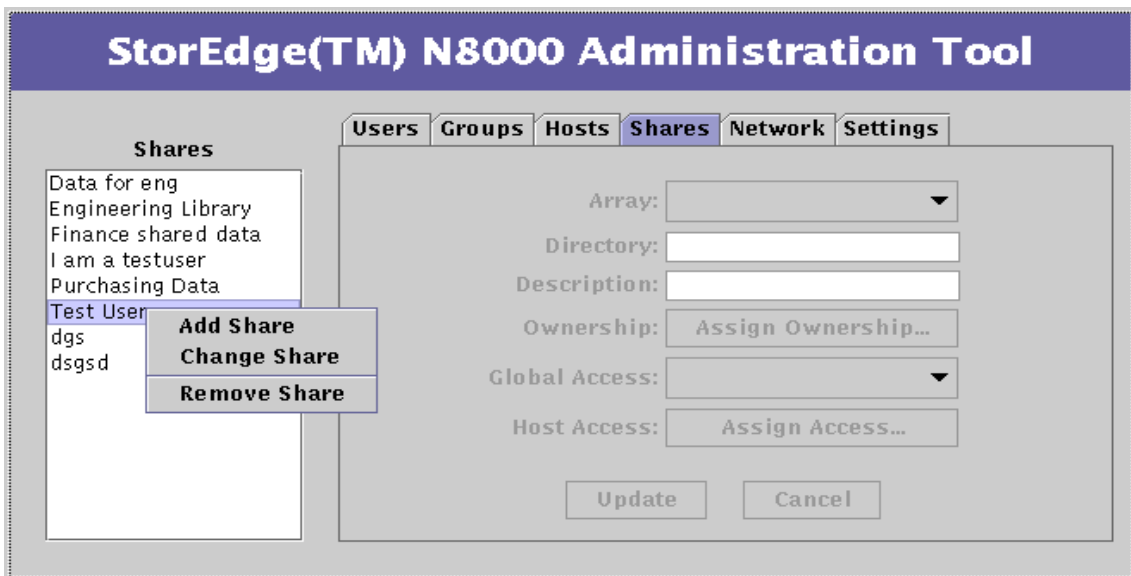 StorEdge(TM) N8000 Administration Tool
Users Groups Hosts Shares Network Settings
Shares
Data for eng
Engineering Library
Finance shared data
I am a testuser
Purchasing Data
Test User
dgs
dsgsd
Add Share
Change Share
Remove Share
Array:
Directory:
Description:
Ownership: Assign Ownership...
Global Access:
Host Access: Assign Access...
Update Cancel